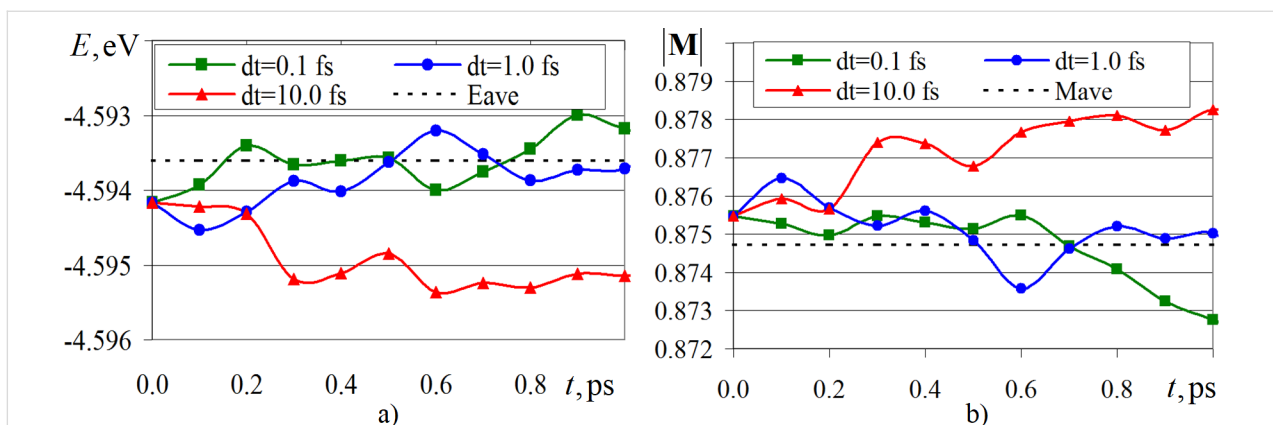 E, eV
dt=0.1 fs
dt=1.0 fs
dt=10.0 fs
Eave
-4.593
-4.594
-4.595
-4.596
0.0 0.2 0.4 0.6 0.8 t, ps
a)
|M|
dt=0.1 fs
dt=1.0 fs
dt=10.0 fs
Mave
0.879
0.878
0.877
0.876
0.875
0.874
0.873
0.872
0.0 0.2 0.4 0.6 0.8 t, ps
b)